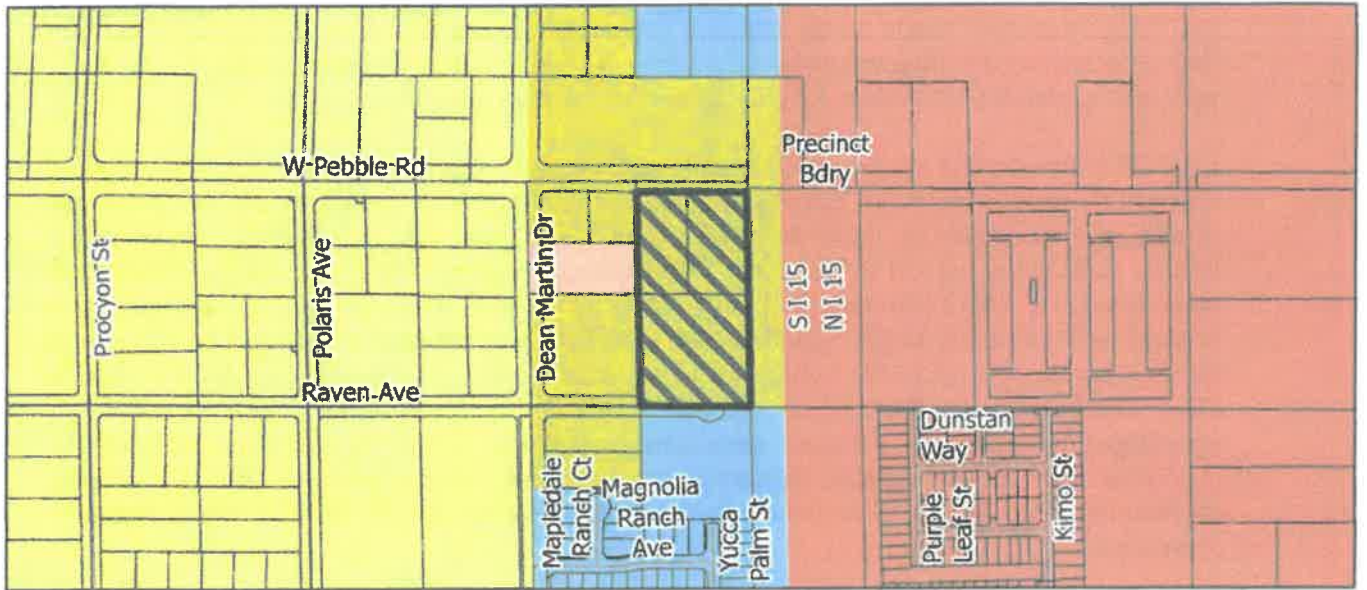 Precinct
Bdry
W Pebble Rd
Procyon St
Polaris Ave
Dean Martin Dr
S I 15
N I 15
Raven Ave
Mapledale
Ranch Ct
Magnolia
Ranch
Ave
Yucca
Palm St
Dunstan
Way
Purple
Leaf St
Kimo St